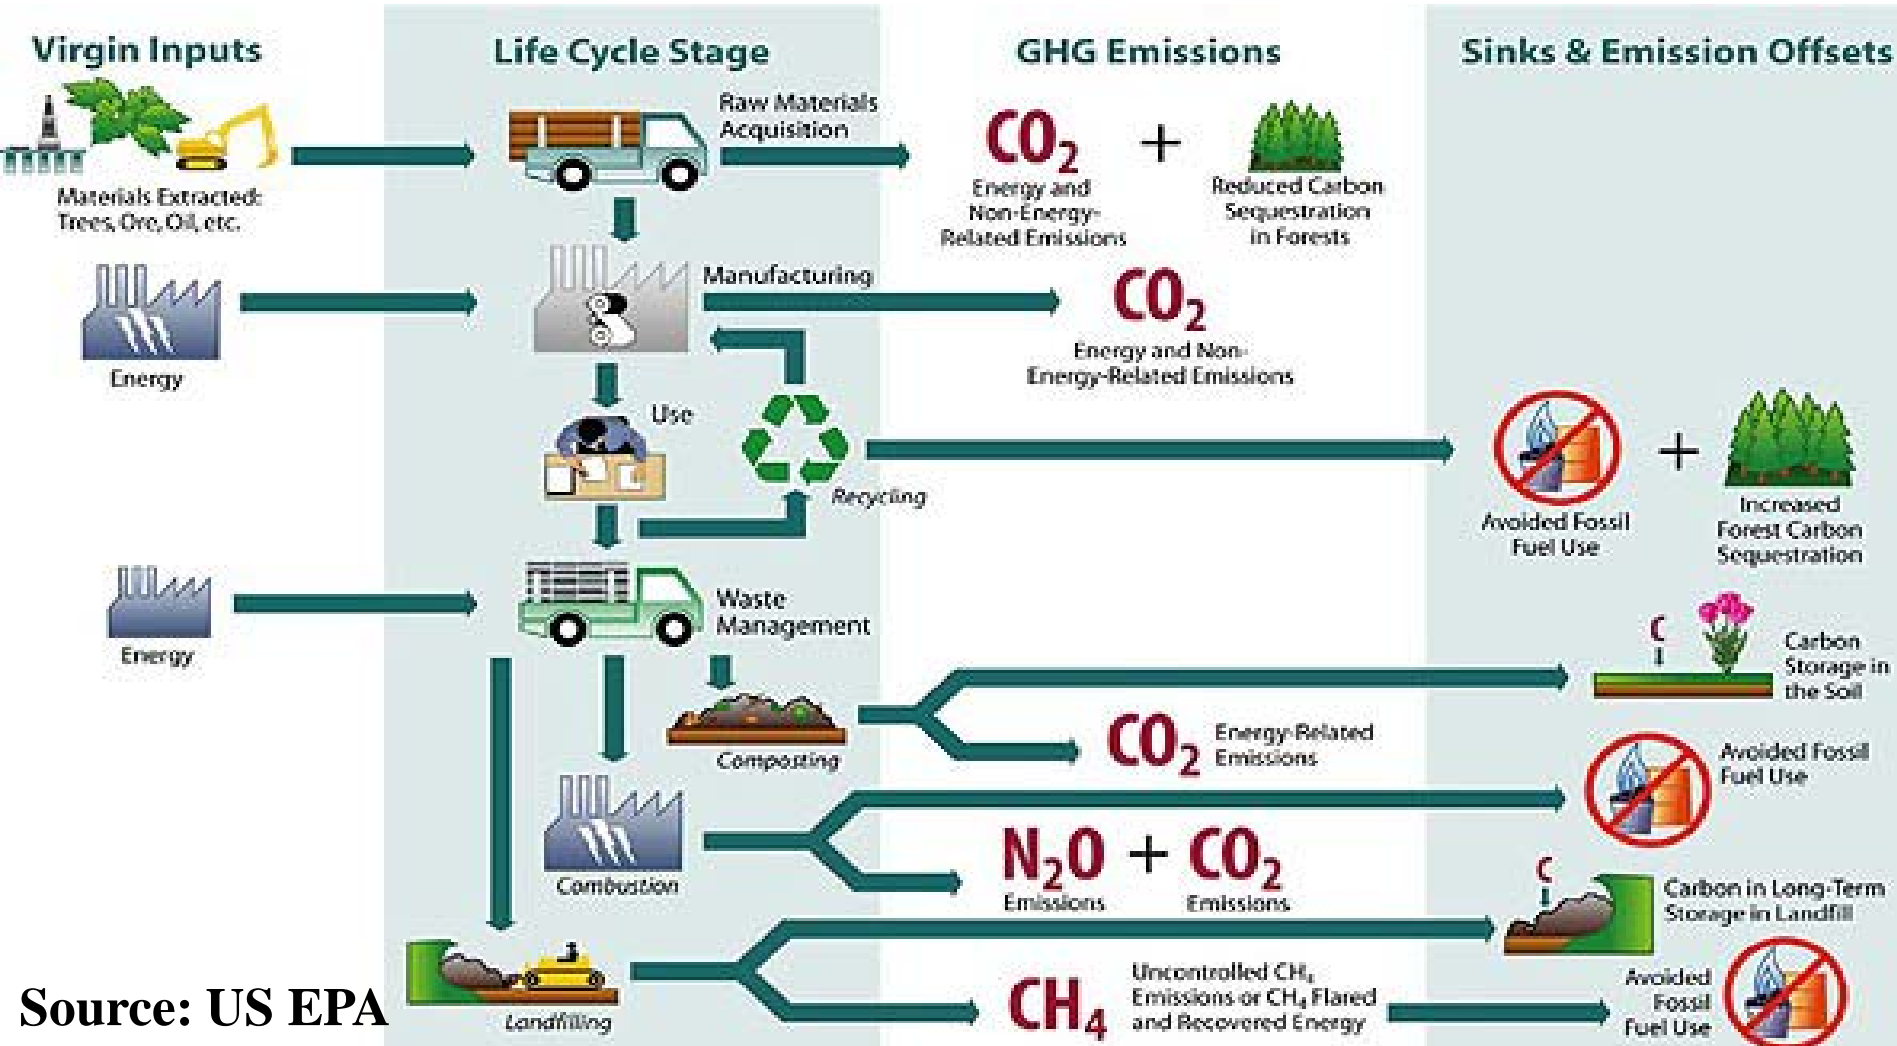 Virgin Inputs
Life Cycle Stage
GHG Emissions
Sinks & Emission Offsets
Materials Extracted:
Trees, Ore, Oil, etc.
Raw Materials
Acquisition
CO₂
Energy and
Non-Energy-
Related Emissions
+
Reduced Carbon
Sequestration
in Forests
Energy
Manufacturing
CO₂
Energy and Non-
Energy-Related Emissions
Use
Recycling
Avoided Fossil
Fuel Use
+
Increased
Forest Carbon
Sequestration
Energy
Waste
Management
C
Carbon
Storage in
the Soil
Composting
CO₂
Energy-Related
Emissions
Avoided Fossil
Fuel Use
Combustion
N₂O + CO₂
Emissions
Emissions
C
Carbon in Long-Term
Storage in Landfill
Landfilling
CH₄
Uncontrolled CH₄
Emissions or CH₄ Flared
and Recovered Energy
Avoided
Fossil
Fuel Use
Source: US EPA